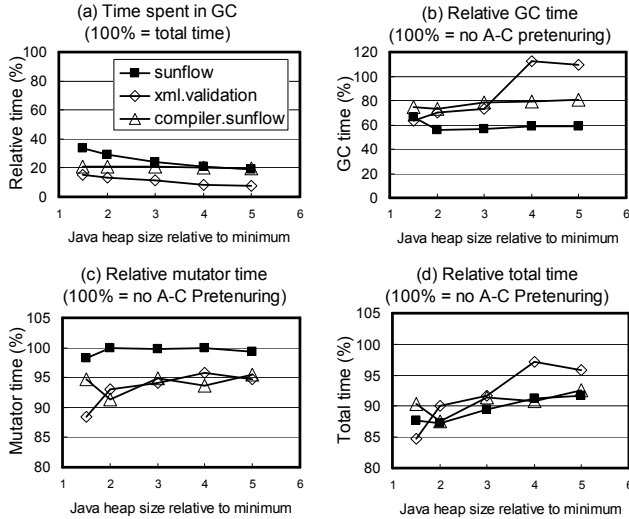 (a) Time spent in GC
(100% = total time)
Relative time (%)
100
80
60
40
20
0
sunflow
xml.validation
compiler.sunflow
1 2 3 4 5 6
Java heap size relative to minimum
(b) Relative GC time
(100% = no A-C pretenuring)
GC time (%)
120
100
80
60
40
20
0
1 2 3 4 5 6
Java heap size relative to minimum
(c) Relative mutator time
(100% = no A-C Pretenuring)
Mutator time (%)
105
100
95
90
85
80
1 2 3 4 5 6
Java heap size relative to minimum
(d) Relative total time
(100% = no A-C Pretenuring)
Total time (%)
105
100
95
90
85
80
1 2 3 4 5 6
Java heap size relative to minimum